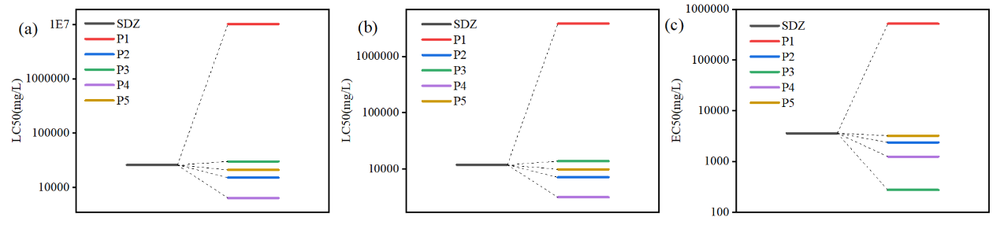 (a)
LC50(mg/L)
1E7
1000000
100000
10000
SDZ
P1
P2
P3
P4
P5
(b)
LC50(mg/L)
1000000
100000
10000
SDZ
P1
P2
P3
P4
P5
(c)
EC50(mg/L)
1000000
100000
10000
1000
100
SDZ
P1
P2
P3
P4
P5